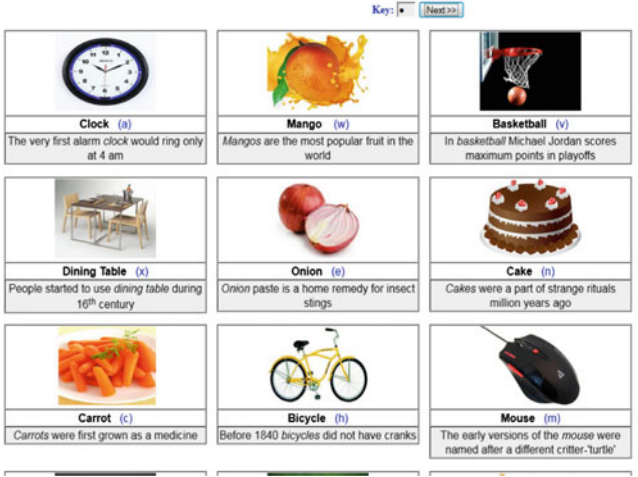 Key: • Next >>
Clock (a)
The very first alarm clock would ring only
at 4 am
Mango (w)
Mangos are the most popular fruit in the
world
Basketball (v)
In basketball Michael Jordan scores
maximum points in playoffs
Dining Table (x)
People started to use dining table during
16th century
Onion (e)
Onion paste is a home remedy for insect
stings
Cake (n)
Cakes were a part of strange rituals
million years ago
Carrot (c)
Carrots were first grown as a medicine
Bicycle (h)
Before 1840 bicycles did not have cranks
Mouse (m)
The early versions of the mouse were
named after a different critter-'turtle'